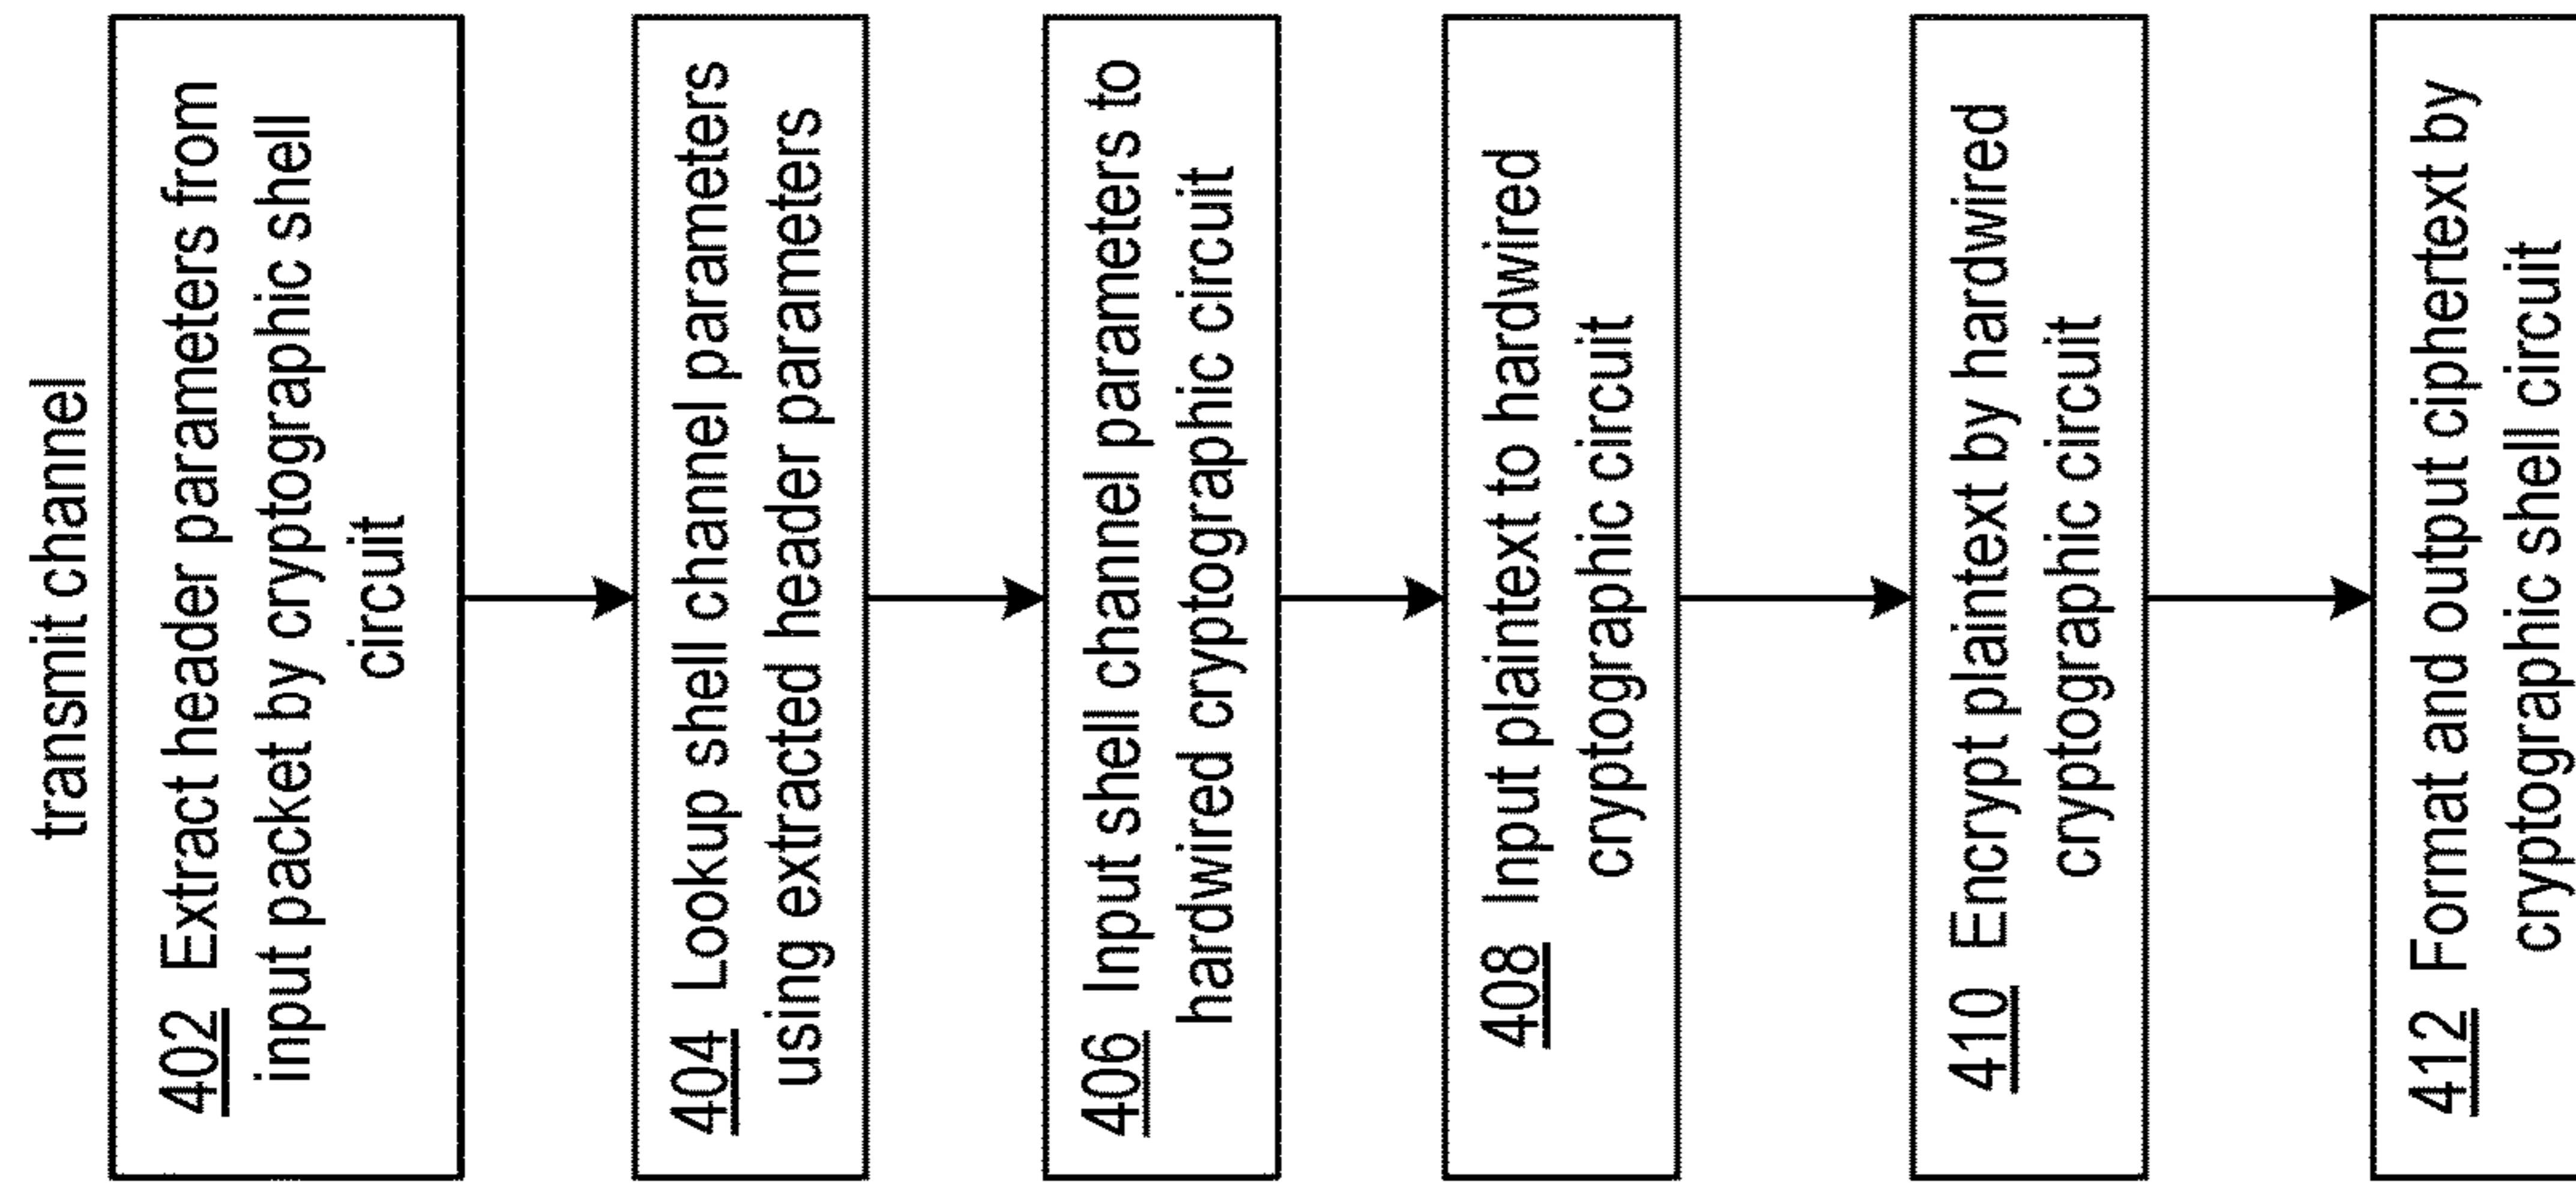 transmit channel
402 Extract header parameters from
input packet by cryptographic shell
circuit
404 Lookup shell channel parameters
using extracted header parameters
406 Input shell channel parameters to
hardwired cryptographic circuit
408 Input plaintext to hardwired
cryptographic circuit
410 Encrypt plaintext by hardwired
cryptographic circuit
412 Format and output ciphertext by
cryptographic shell circuit